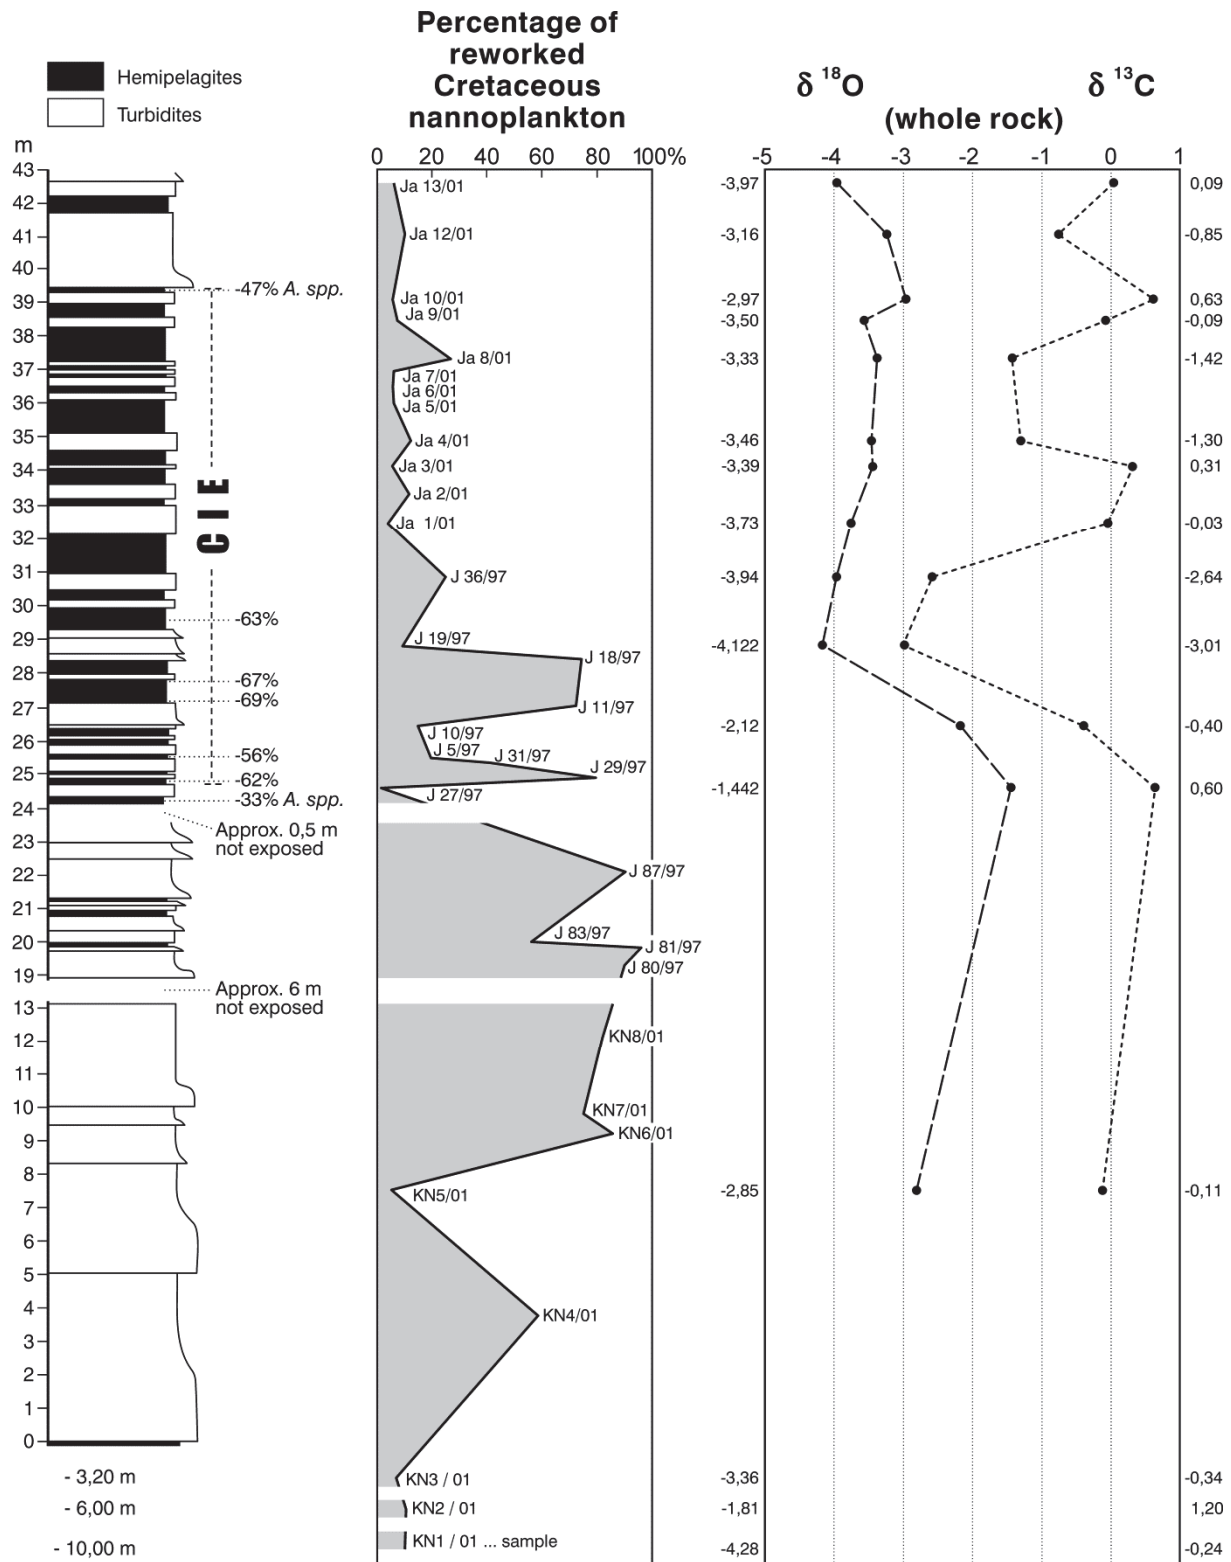 Percentage of
reworked
Cretaceous
nannoplankton
Hemipelagites
Turbidites
δ 18O
δ 13C
(whole rock)
m
0 20 40 60 80 100%
-5 -4 -3 -2 -1 0 1
43
42
41
40
39
38
37
36
35
34
33
32
31
30
29
28
27
26
25
24
23
22
21
20
19
13
12
11
10
9
8
7
6
5
4
3
2
1
0
- 3,20 m
- 6,00 m
- 10,00 m
CIE
-47% A. spp.
-63%
-67%
-69%
-56%
-62%
-33% A. spp.
Approx. 0,5 m
not exposed
Approx. 6 m
not exposed
Ja 13/01
Ja 12/01
Ja 10/01
Ja 9/01
Ja 8/01
Ja 7/01
Ja 6/01
Ja 5/01
Ja 4/01
Ja 3/01
Ja 2/01
Ja 1/01
J 36/97
J 19/97
J 18/97
J 11/97
J 10/97
J 5/97
J 31/97
J 29/97
J 27/97
J 87/97
J 83/97
J 81/97
J 80/97
KN8/01
KN7/01
KN6/01
KN5/01
KN4/01
KN3 / 01
KN2 / 01
KN1 / 01 ... sample
-3,97
-3,16
-2,97
-3,50
-3,33
-3,46
-3,39
-3,73
-3,94
-4,122
-2,12
-1,442
-2,85
-3,36
-1,81
-4,28
0,09
-0,85
0,63
-0,09
-1,42
-1,30
0,31
-0,03
-2,64
-3,01
-0,40
0,60
-0,11
-0,34
1,20
-0,24